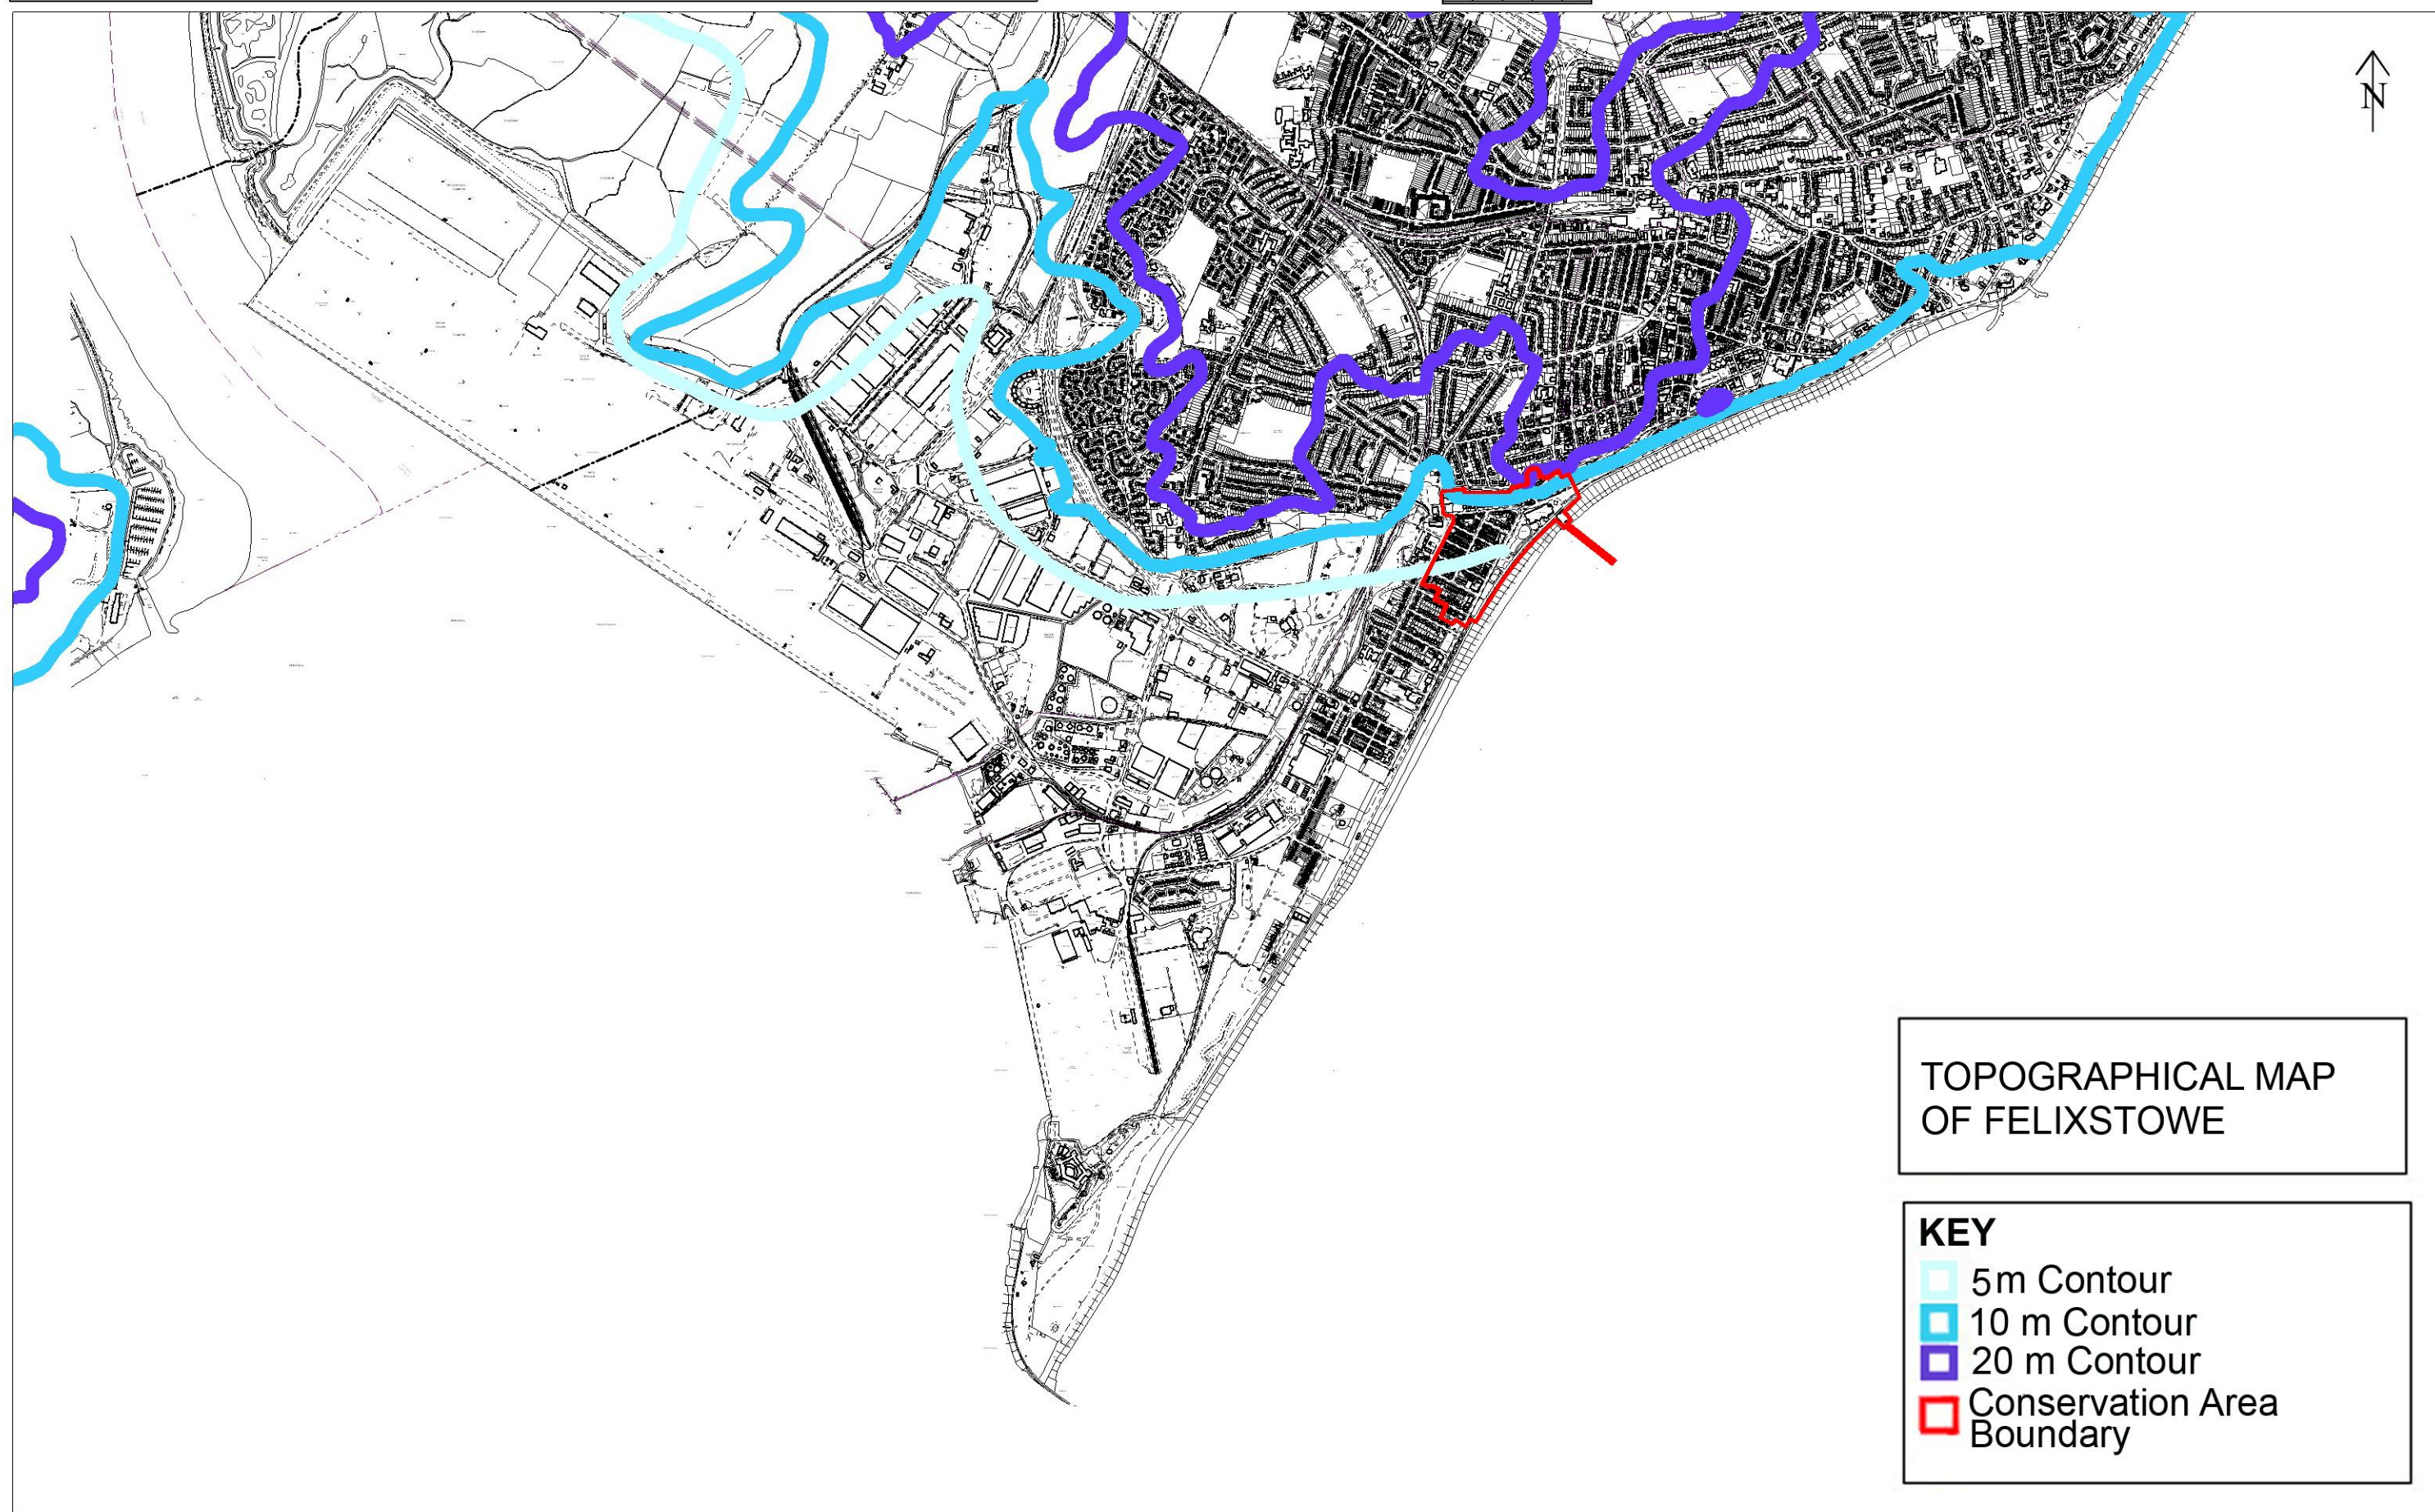 N
TOPOGRAPHICAL MAP
OF FELIXSTOWE
KEY
5m Contour
10 m Contour
20 m Contour
Conservation Area
Boundary